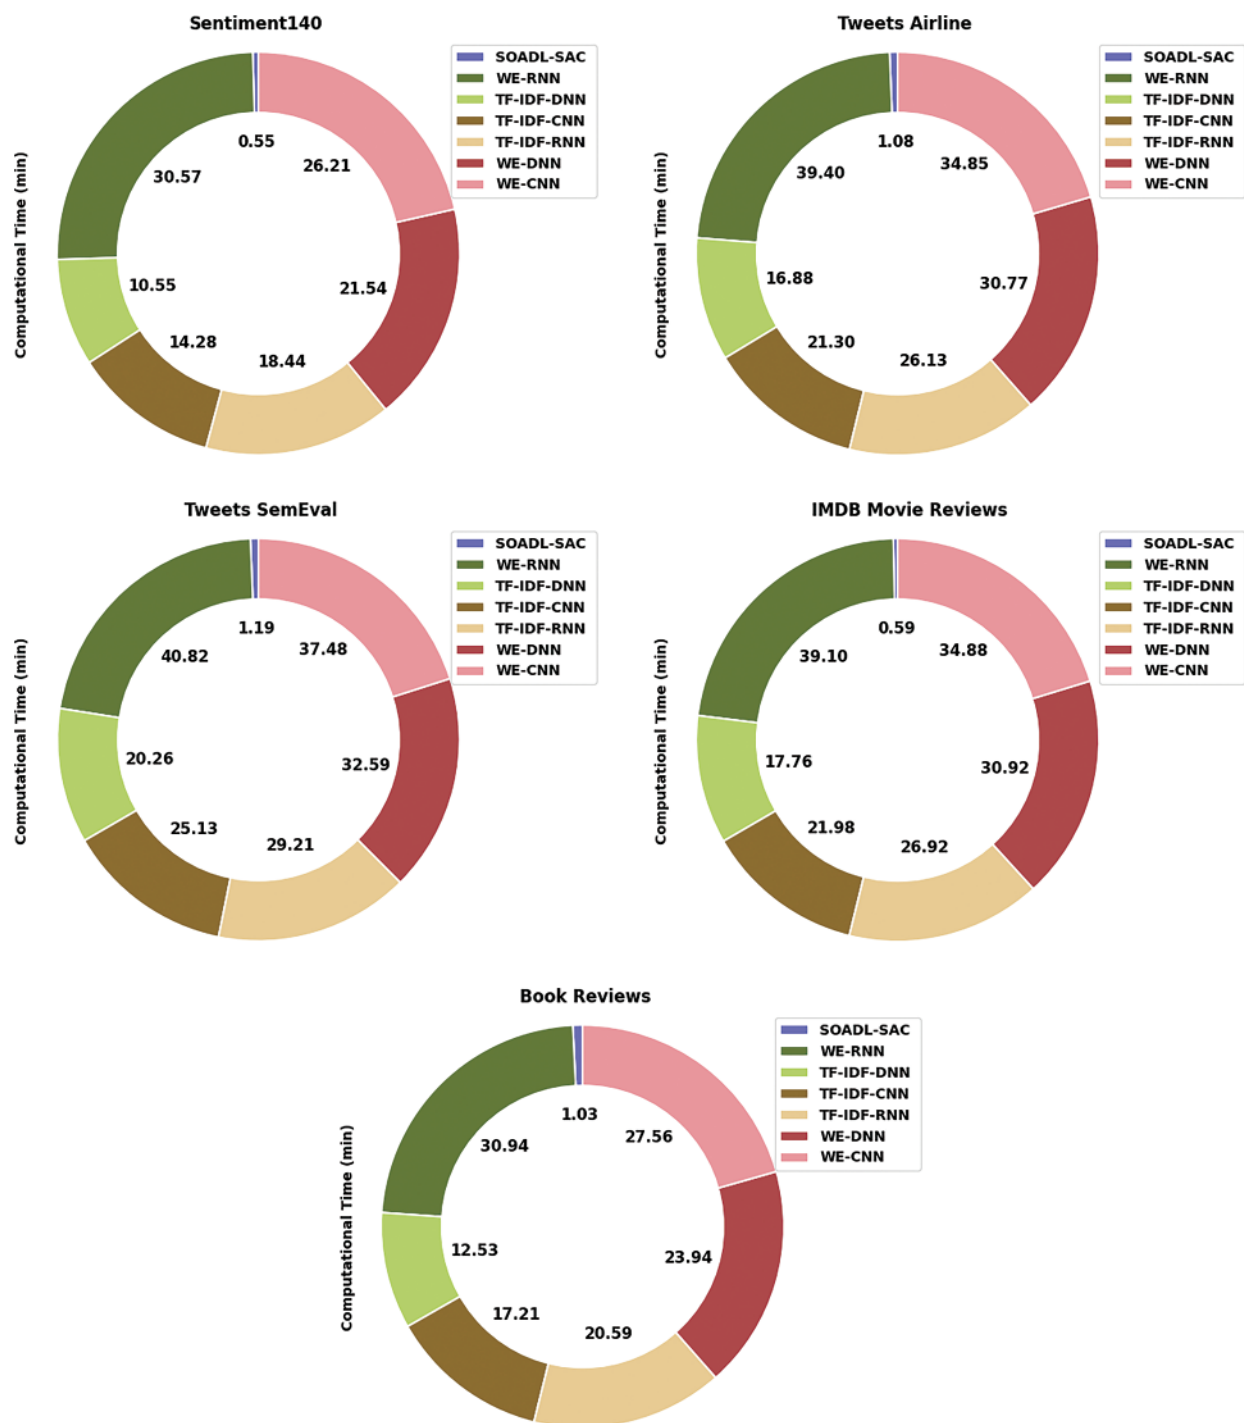 Sentiment140
Computational Time (min)
0.55
30.57
26.21
10.55
21.54
14.28
18.44
SOADL-SAC
WE-RNN
TF-IDF-DNN
TF-IDF-CNN
TF-IDF-RNN
WE-DNN
WE-CNN
Tweets Airline
Computational Time (min)
1.08
39.40
34.85
16.88
30.77
21.30
26.13
SOADL-SAC
WE-RNN
TF-IDF-DNN
TF-IDF-CNN
TF-IDF-RNN
WE-DNN
WE-CNN
Tweets SemEval
Computational Time (min)
1.19
40.82
37.48
20.26
32.59
25.13
29.21
SOADL-SAC
WE-RNN
TF-IDF-DNN
TF-IDF-CNN
TF-IDF-RNN
WE-DNN
WE-CNN
IMDB Movie Reviews
Computational Time (min)
0.59
39.10
34.88
17.76
30.92
21.98
26.92
SOADL-SAC
WE-RNN
TF-IDF-DNN
TF-IDF-CNN
TF-IDF-RNN
WE-DNN
WE-CNN
Book Reviews
Computational Time (min)
1.03
30.94
27.56
12.53
23.94
17.21
20.59
SOADL-SAC
WE-RNN
TF-IDF-DNN
TF-IDF-CNN
TF-IDF-RNN
WE-DNN
WE-CNN